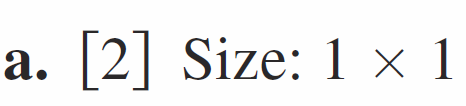 a. [2] Size: 1 × 1